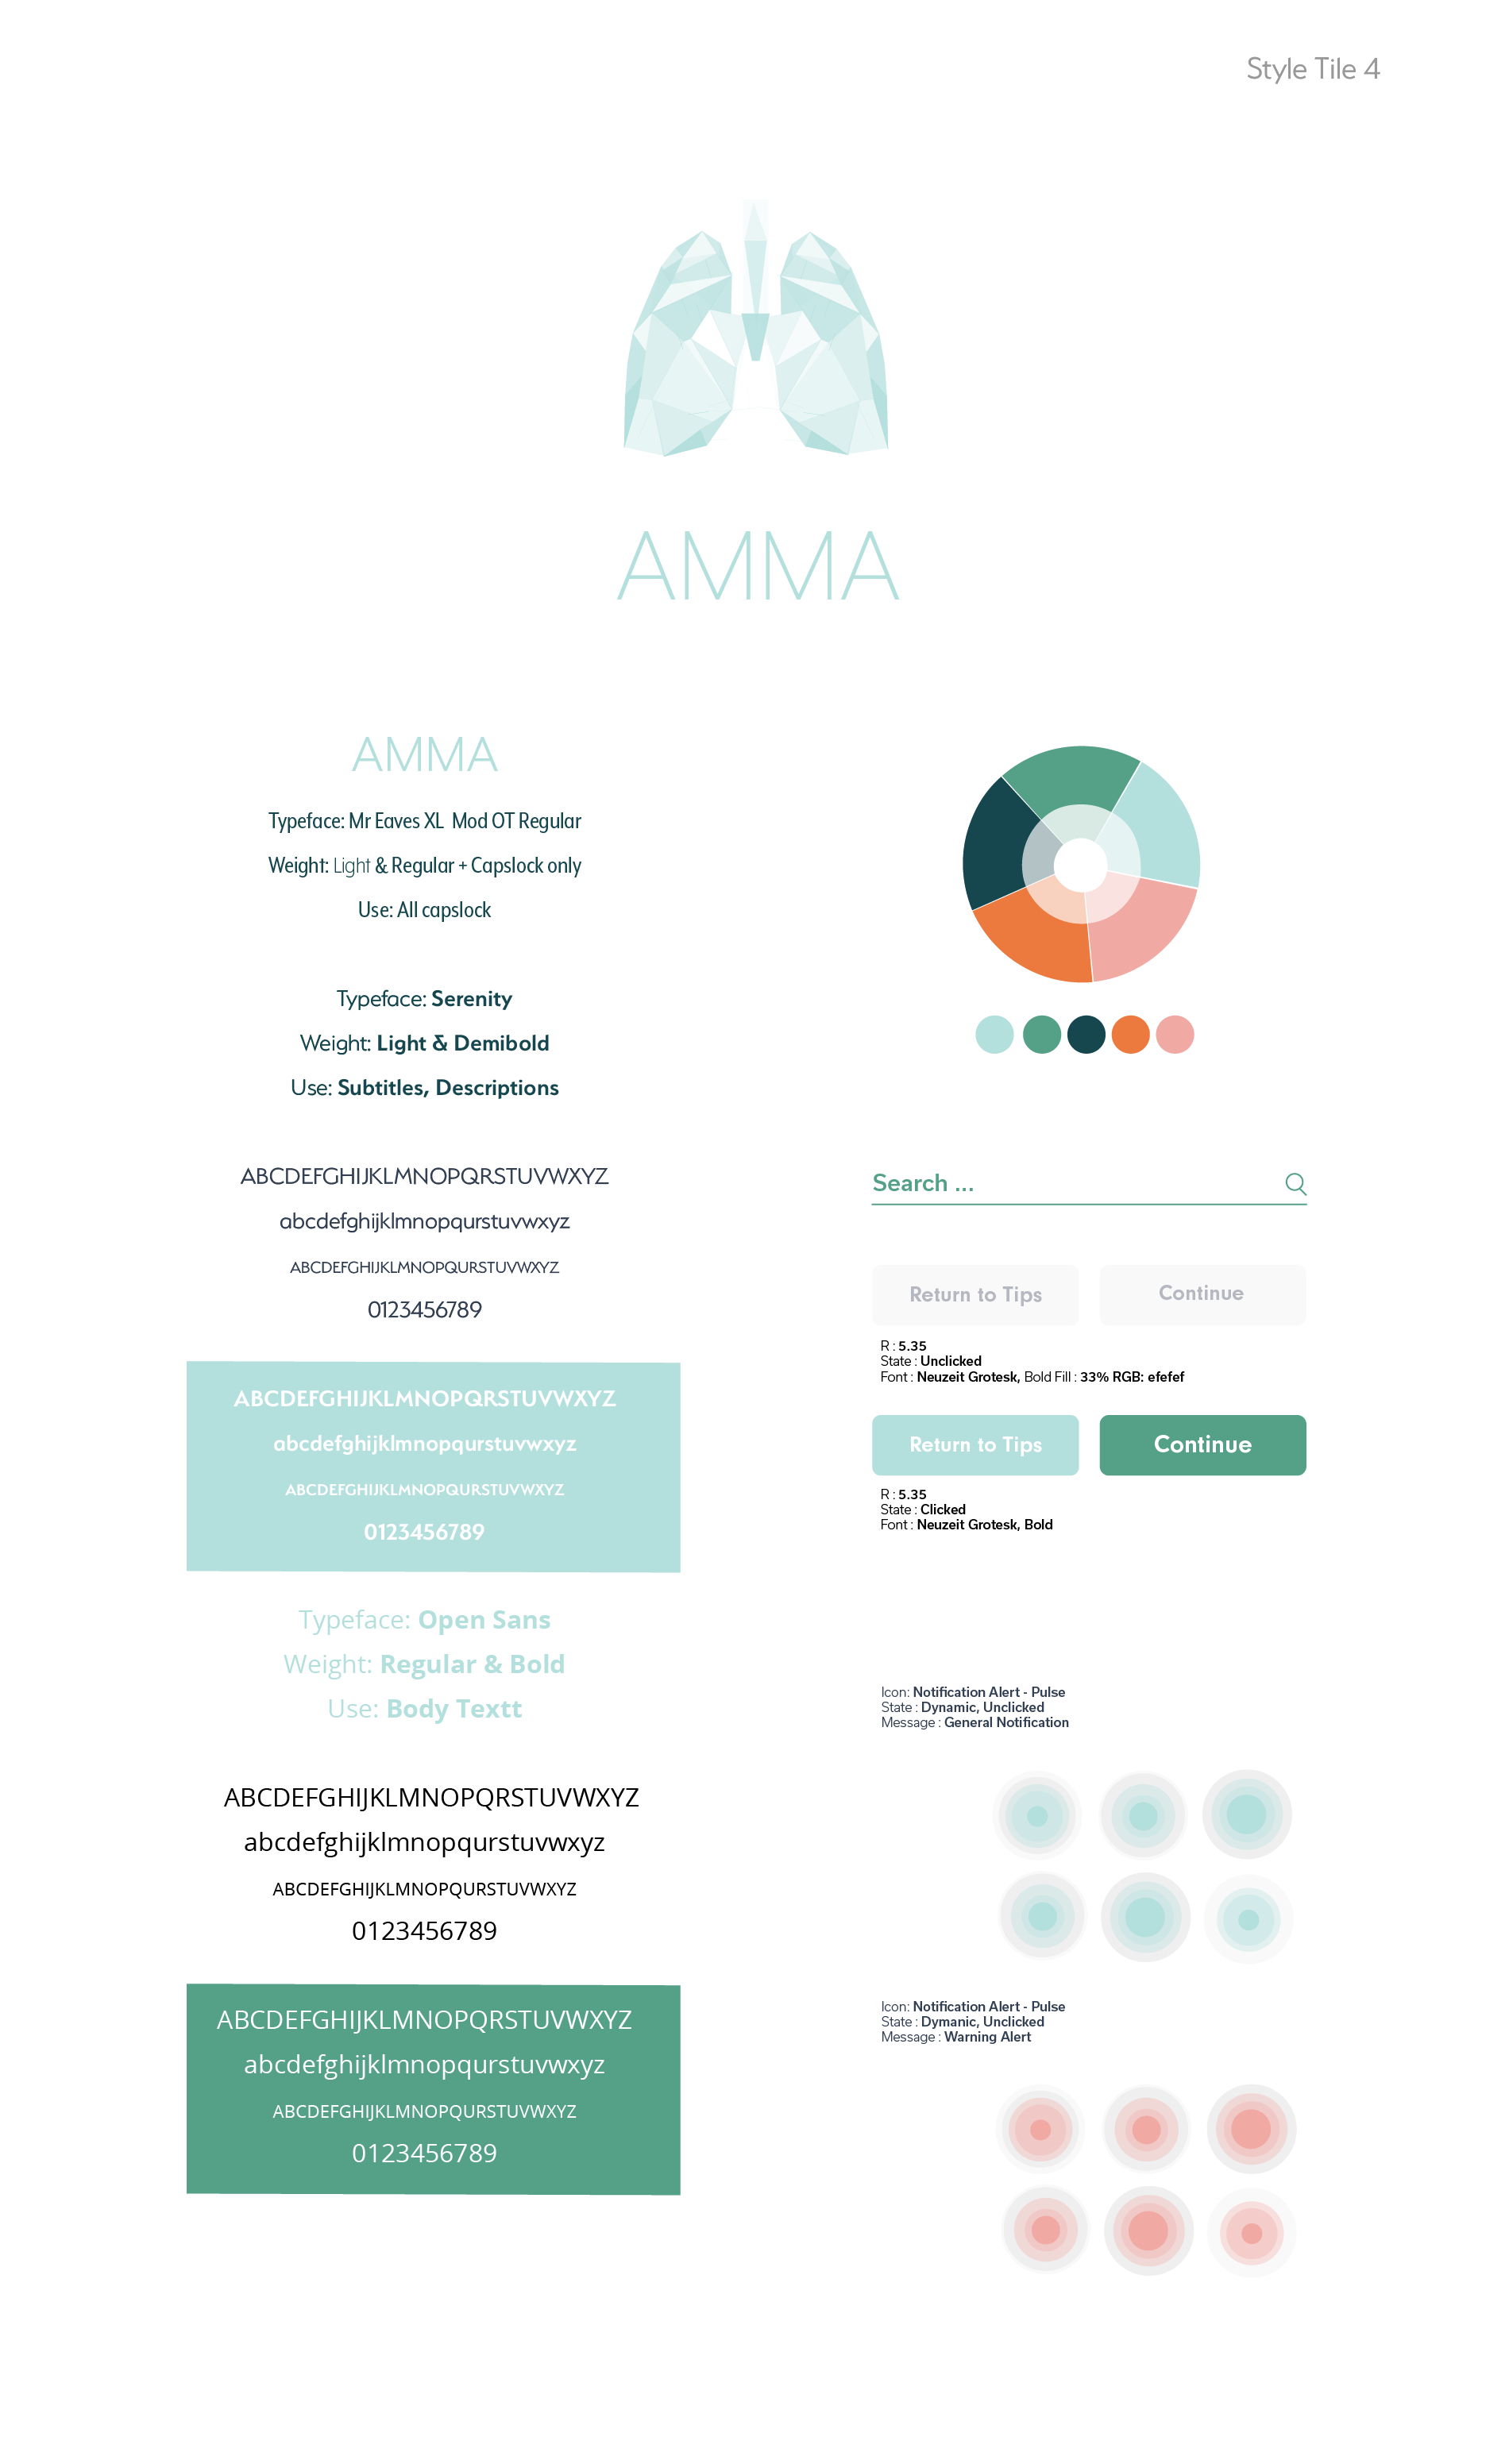 Style Tile 4
AMMA
AMMA
Typeface: Mr Eaves XL Mod OT Regular
Weight: Light & Regular + Capslock only
Use: All capslock
Typeface: Serenity
Weight: Light & Demibold
Use: Subtitles, Descriptions
ABCDEFGHIJKLMNOPQRSTUVWXYZ
abcdefghijklmnopqurstuvwxyz
ABCDEFGHIJKLMNOPQURSTUVWXYZ
0123456789
ABCDEFGHIJKLMNOPQRSTUVWXYZ
abcdefghijklmnopqurstuvwxyz
ABCDEFGHIJKLMNOPQURSTUVWXYZ
0123456789
Typeface: Open Sans
Weight: Regular & Bold
Use: Body Textt
ABCDEFGHIJKLMNOPQRSTUVWXYZ
abcdefghijklmnopqurstuvwxyz
ABCDEFGHIJKLMNOPQURSTUVWXYZ
0123456789
ABCDEFGHIJKLMNOPQRSTUVWXYZ
abcdefghijklmnopqurstuvwxyz
ABCDEFGHIJKLMNOPQURSTUVWXYZ
0123456789
Search ...
Return to Tips
Continue
R : 5.35
State : Unclicked
Font : Neuzeit Grotesk, Bold Fill : 33% RGB: efefef
Return to Tips
Continue
R : 5.35
State : Clicked
Font : Neuzeit Grotesk, Bold
Icon: Notification Alert - Pulse
State : Dynamic, Unclicked
Message : General Notification
Icon: Notification Alert - Pulse
State : Dymanic, Unclicked
Message : Warning Alert